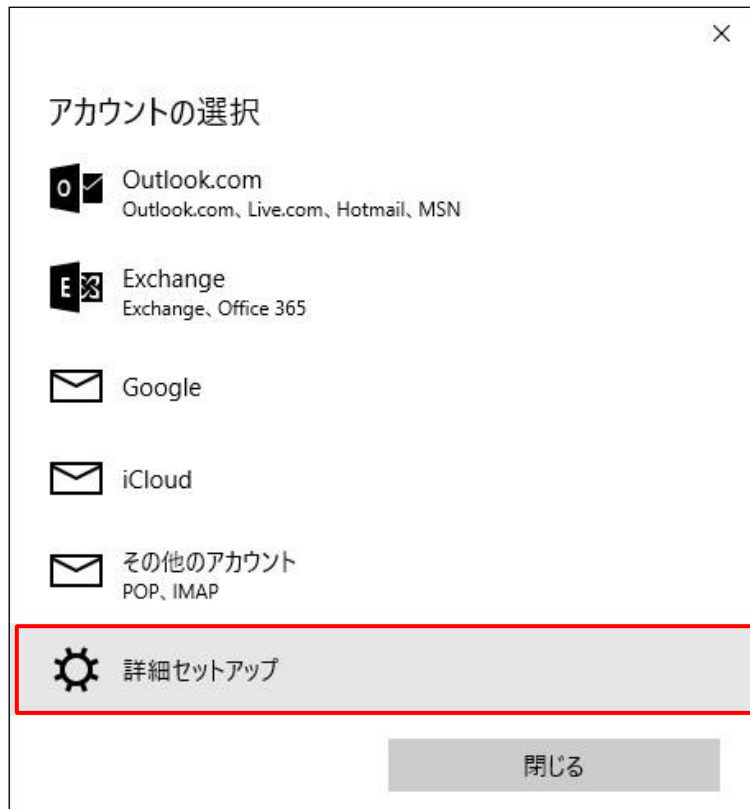 アカウントの選択
Outlook.com
Outlook.com、Live.com、Hotmail、MSN
Exchange
Exchange、Office 365
Google
iCloud
その他のアカウント
POP、IMAP
詳細セットアップ
閉じる